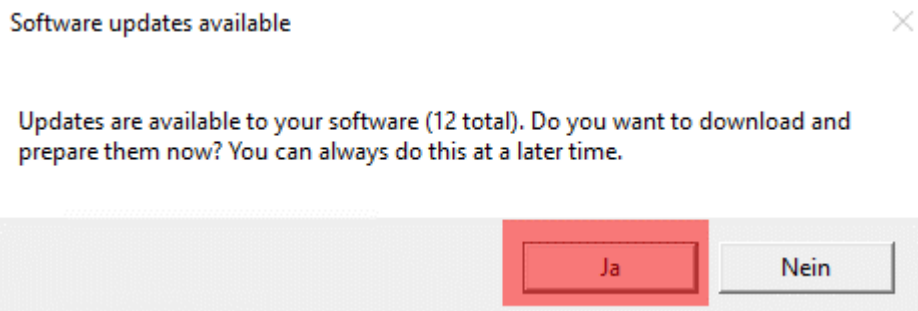 Software updates available
Updates are available to your software (12 total). Do you want to download and
prepare them now? You can always do this at a later time.
Ja
Nein